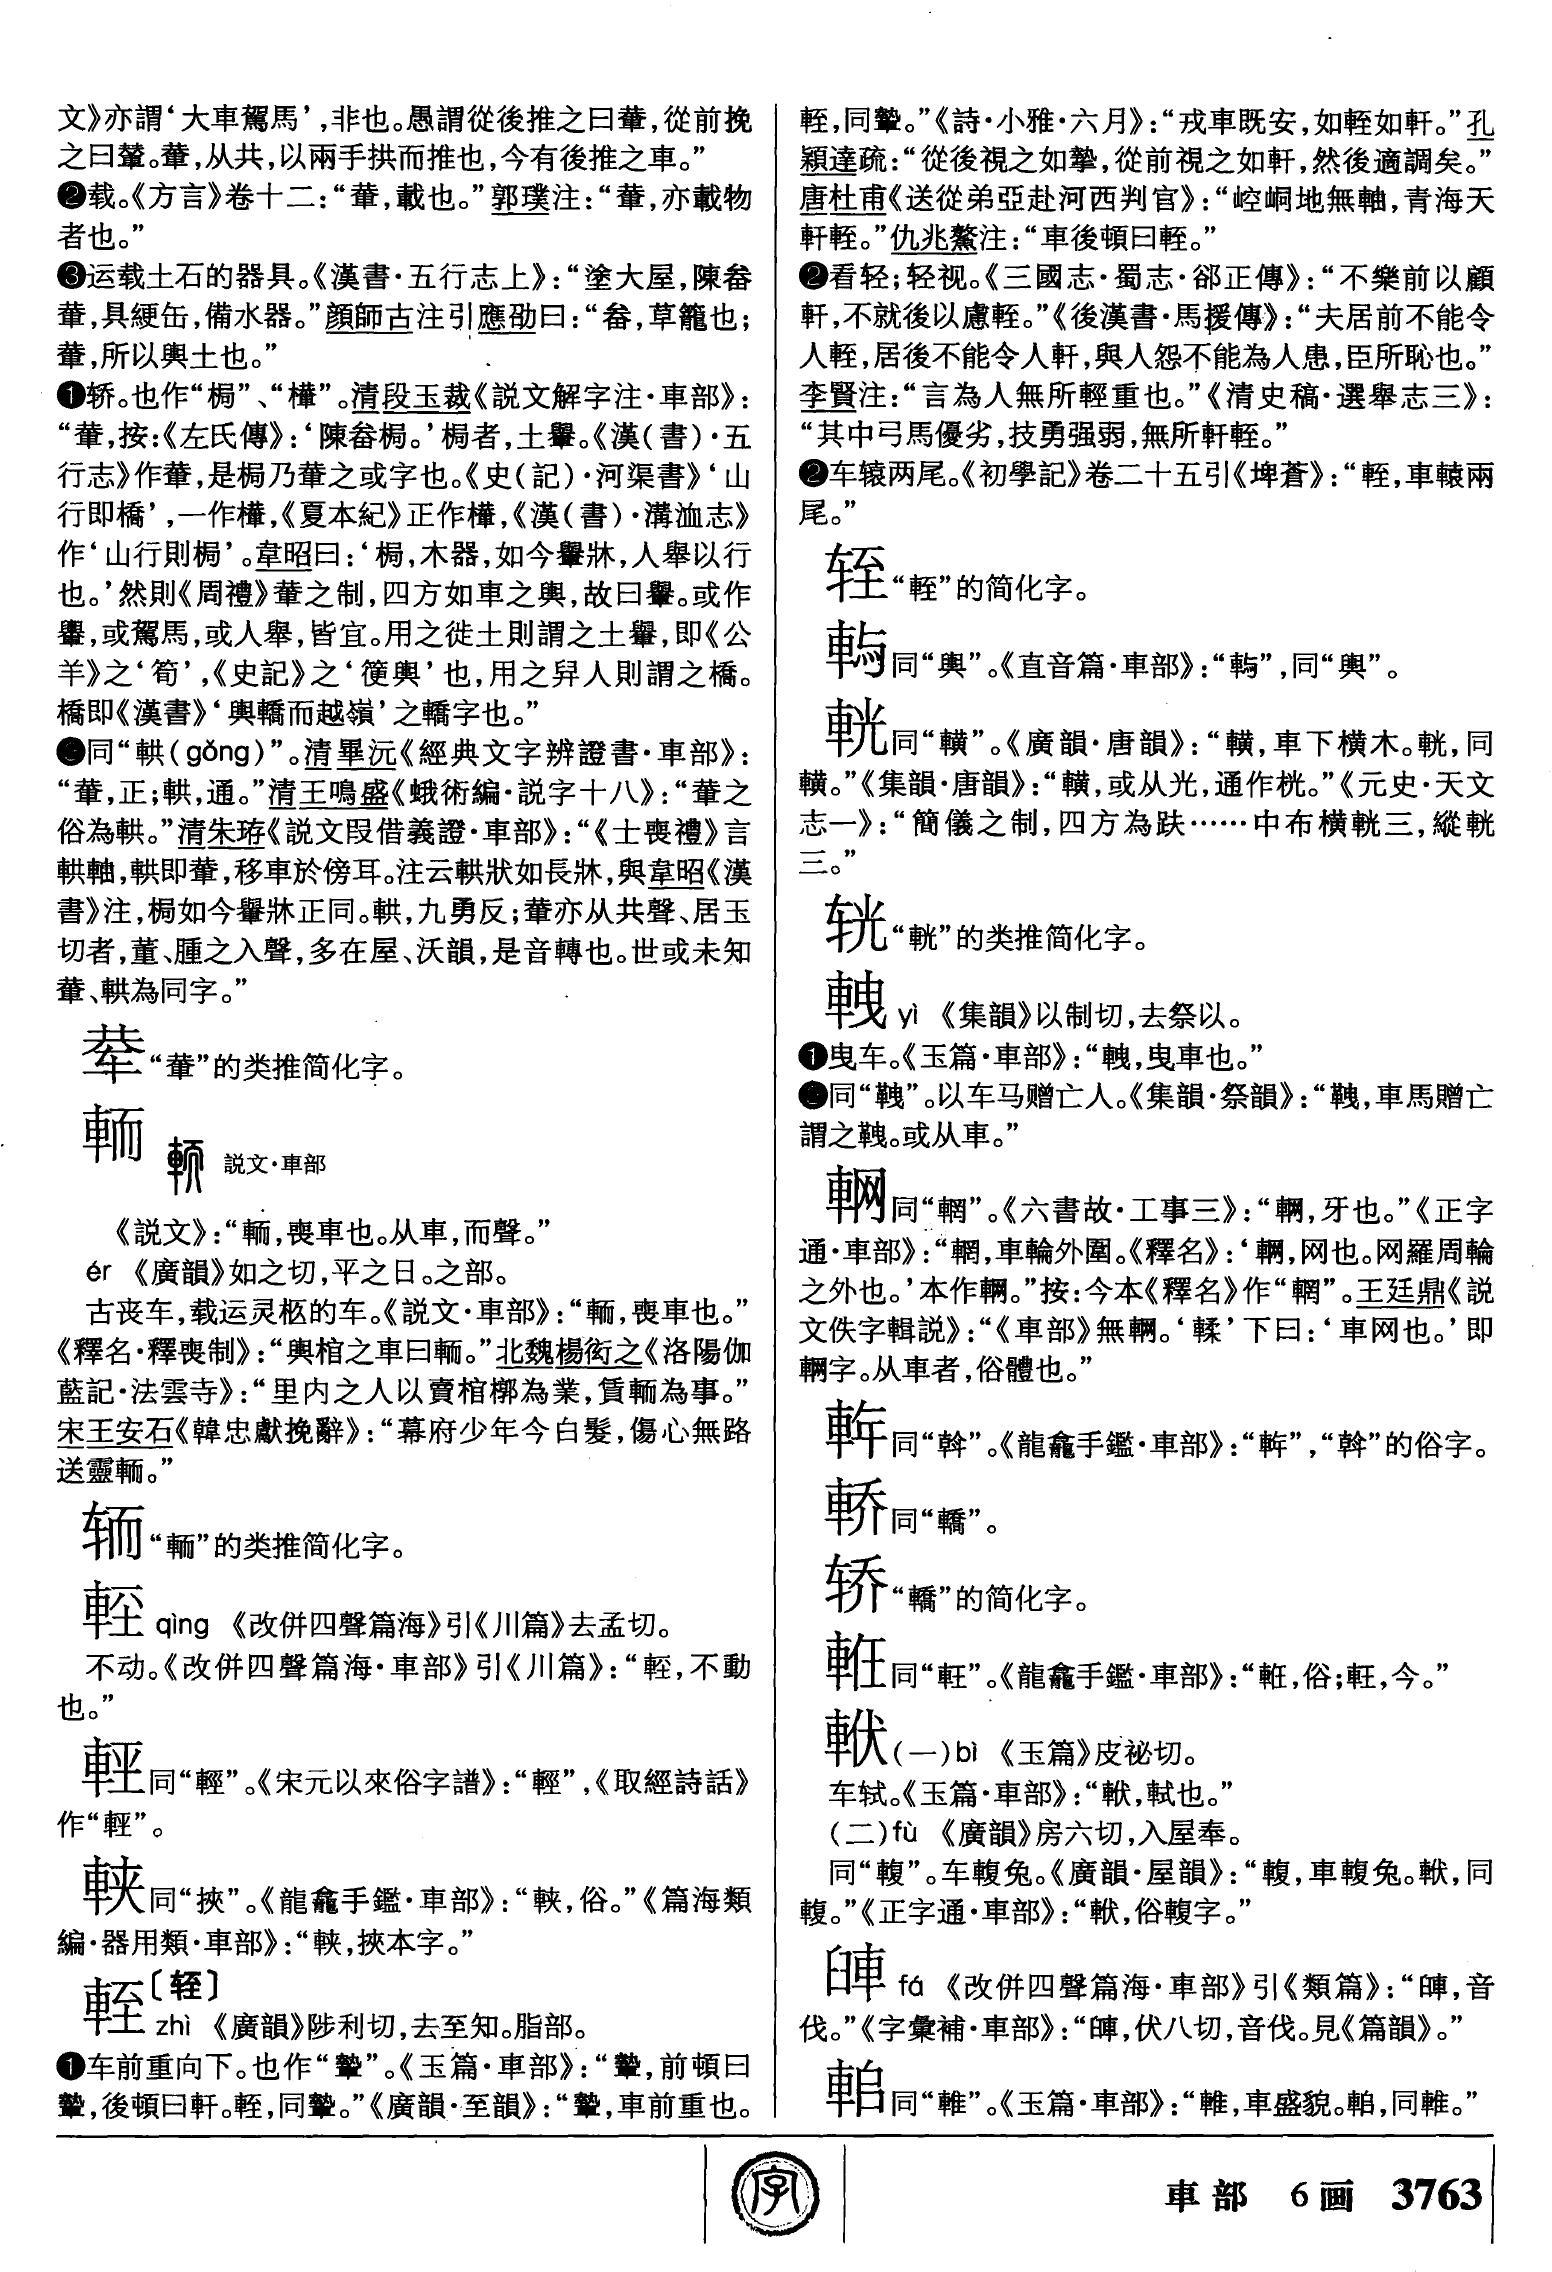 文》亦謂‘大車駕馬’,非也。愚謂從後推之曰輂,從前挽
之曰輦。輂,从共,以兩手拱而推也,今有後推之車。”
❷载。《方言》卷十二:“輂,載也。”郭璞注:“輂,亦載物
者也。”
❸运载土石的器具。《漢書·五行志上》:“塗大屋,陳畚
輂,具綆缶,備水器。”顔師古注引應劭曰:“畚,草籠也;
輂,所以輿土也。”
❶轿。也作“梮”、“檋”。清段玉裁《説文解字注·車部》:
“輂,按:《左氏傳》:‘陳畚梮。’梮者,土轝。《漢(書)·五
行志》作輂,是梮乃輂之或字也。《史(記)·河渠書》‘山
行即橋’,一作檋,《夏本紀》正作檋,《漢(書)·溝洫志》
作‘山行則梮’。韋昭曰:‘梮,木器,如今轝牀,人舉以行
也。’然則《周禮》輂之制,四方如車之輿,故曰轝。或作
轝,或駕馬,或人舉,皆宜。用之徙土則謂之土轝,即《公
羊》之‘筍’,《史記》之‘箯輿’也,用之舁人則謂之橋。
橋即《漢書》‘輿轎而越嶺’之轎字也。”
❷同“輁(gǒng)”。清畢沅《經典文字辨證書·車部》:
“輂,正;輁,通。”清王鳴盛《蛾術編·説字十八》:“輂之
俗為輁。”清朱珔《説文叚借義證·車部》:“《士喪禮》言
輁軸,輁即輂,移車於傍耳。注云輁狀如長牀,與韋昭《漢
書》注,梮如今轝牀正同。輁,九勇反;輂亦从共聲、居玉
切者,董、腫之入聲,多在屋、沃韻,是音轉也。世或未知
輂、輁為同字。”
“輂”的类推简化字。
輀 説文·車部
《説文》:“輀,喪車也。从車,而聲。”
ér 《廣韻》如之切,平之日。之部。
古丧车,载运灵柩的车。《説文·車部》:“輀,喪車也。”
《釋名·釋喪制》:“輿棺之車曰輀。”北魏楊衒之《洛陽伽
藍記·法雲寺》:“里内之人以賣棺槨為業,賃輀為事。”
宋王安石《韓忠獻挽辭》:“幕府少年今白髮,傷心無路
送靈輀。”
“輀”的类推简化字。
輊 qìng 《改併四聲篇海》引《川篇》去孟切。
不动。《改併四聲篇海·車部》引《川篇》:“輊,不動
也。”
同“輕”。《宋元以來俗字譜》:“輕”,《取經詩話》
作“軽”。
同“挾”。《龍龕手鑑·車部》:“,俗。”《篇海類
編·器用類·車部》:“,挾本字。”
輊〔轾〕
zhì 《廣韻》陟利切,去至知。脂部。
❶车前重向下。也作“䡹”。《玉篇·車部》:“䡹,前頓曰
䡹,後頓曰軒。輊,同䡹。”《廣韻·至韻》:“䡹,車前重也。
輊,同䡹。”《詩·小雅·六月》:“戎車既安,如輊如軒。”孔
穎達疏:“從後視之如摯,從前視之如軒,然後適調矣。”
唐杜甫《送從弟亞赴河西判官》:“崆峒地無軸,青海天
軒輊。”仇兆鰲注:“車後頓曰輊。”
❷看轻;轻视。《三國志·蜀志·郤正傳》:“不樂前以顧
軒,不就後以慮輊。”《後漢書·馬援傳》:“夫居前不能令
人輊,居後不能令人軒,與人怨不能為人患,臣所恥也。”
李賢注:“言為人無所輕重也。”《清史稿·選舉志三》:
“其中弓馬優劣,技勇强弱,無所軒輊。”
❷车辕两尾。《初學記》卷二十五引《埤蒼》:“輊,車轅兩
尾。”
轾“輊”的简化字。
同“輿”。《直音篇·車部》:“”,同“輿”。
輄同“䡽”。《廣韻·唐韻》:“䡽,車下横木。輄,同
䡽。”《集韻·唐韻》:“䡽,或从光,通作桄。”《元史·天文
志一》:“簡儀之制,四方為趺……中布横輄三,縱輄
三。”
“輄”的类推简化字。
yì 《集韻》以制切,去祭以。
❶曳车。《玉篇·車部》:“,曳車也。”
❷同“”。以车马赠亡人。《集韻·祭韻》:“,車馬贈亡
謂之。或从車。”
輞同“輞”。《六書故·工事三》:“,牙也。”《正字
通·車部》:“輞,車輪外圍。《釋名》:‘,网也。网羅周輪
之外也。’本作。”按:今本《釋名》作“輞”。王廷鼎《説
文佚字輯説》:“《車部》無。‘輮’下曰:‘車网也。’即
字。从車者,俗體也。”
同“斡”。《龍龕手鑑·車部》:“”,“斡”的俗字。
同“轎”。
轿“轎”的简化字。
同“軖”。《龍龕手鑑·車部》:“,俗;軖,今。”
(一)bì 《玉篇》皮祕切。
车轼。《玉篇·車部》:“,軾也。”
(二)fù 《廣韻》房六切,入屋奉。
同“輹”。车輹兔。《廣韻·屋韻》:“輹,車輹兔。,同
輹。”《正字通·車部》:“,俗輹字。”
fá 《改併四聲篇海·車部》引《類篇》:“,音
伐。”《字彙補·車部》:“,伏八切,音伐。見《篇韻》。”
同“䡺”。《玉篇·車部》:“,車盛貌。,同。”
字
車部 6画 3763